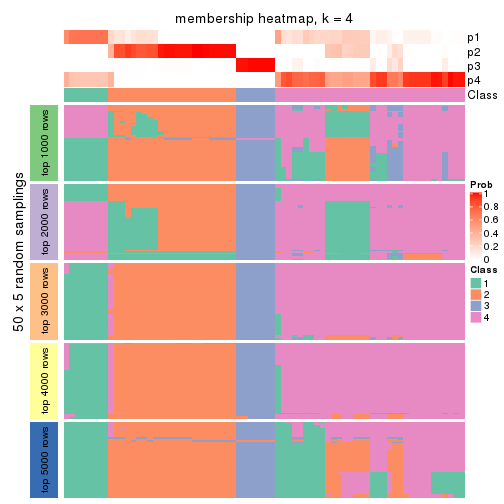 membership heatmap, k = 4
p1
p2
p3
p4
Class
50 x 5 random samplings
top 1000 rows
top 2000 rows
top 3000 rows
top 4000 rows
top 5000 rows
Prob
1
0.8
0.6
0.4
0.2
0
Class
1
2
3
4